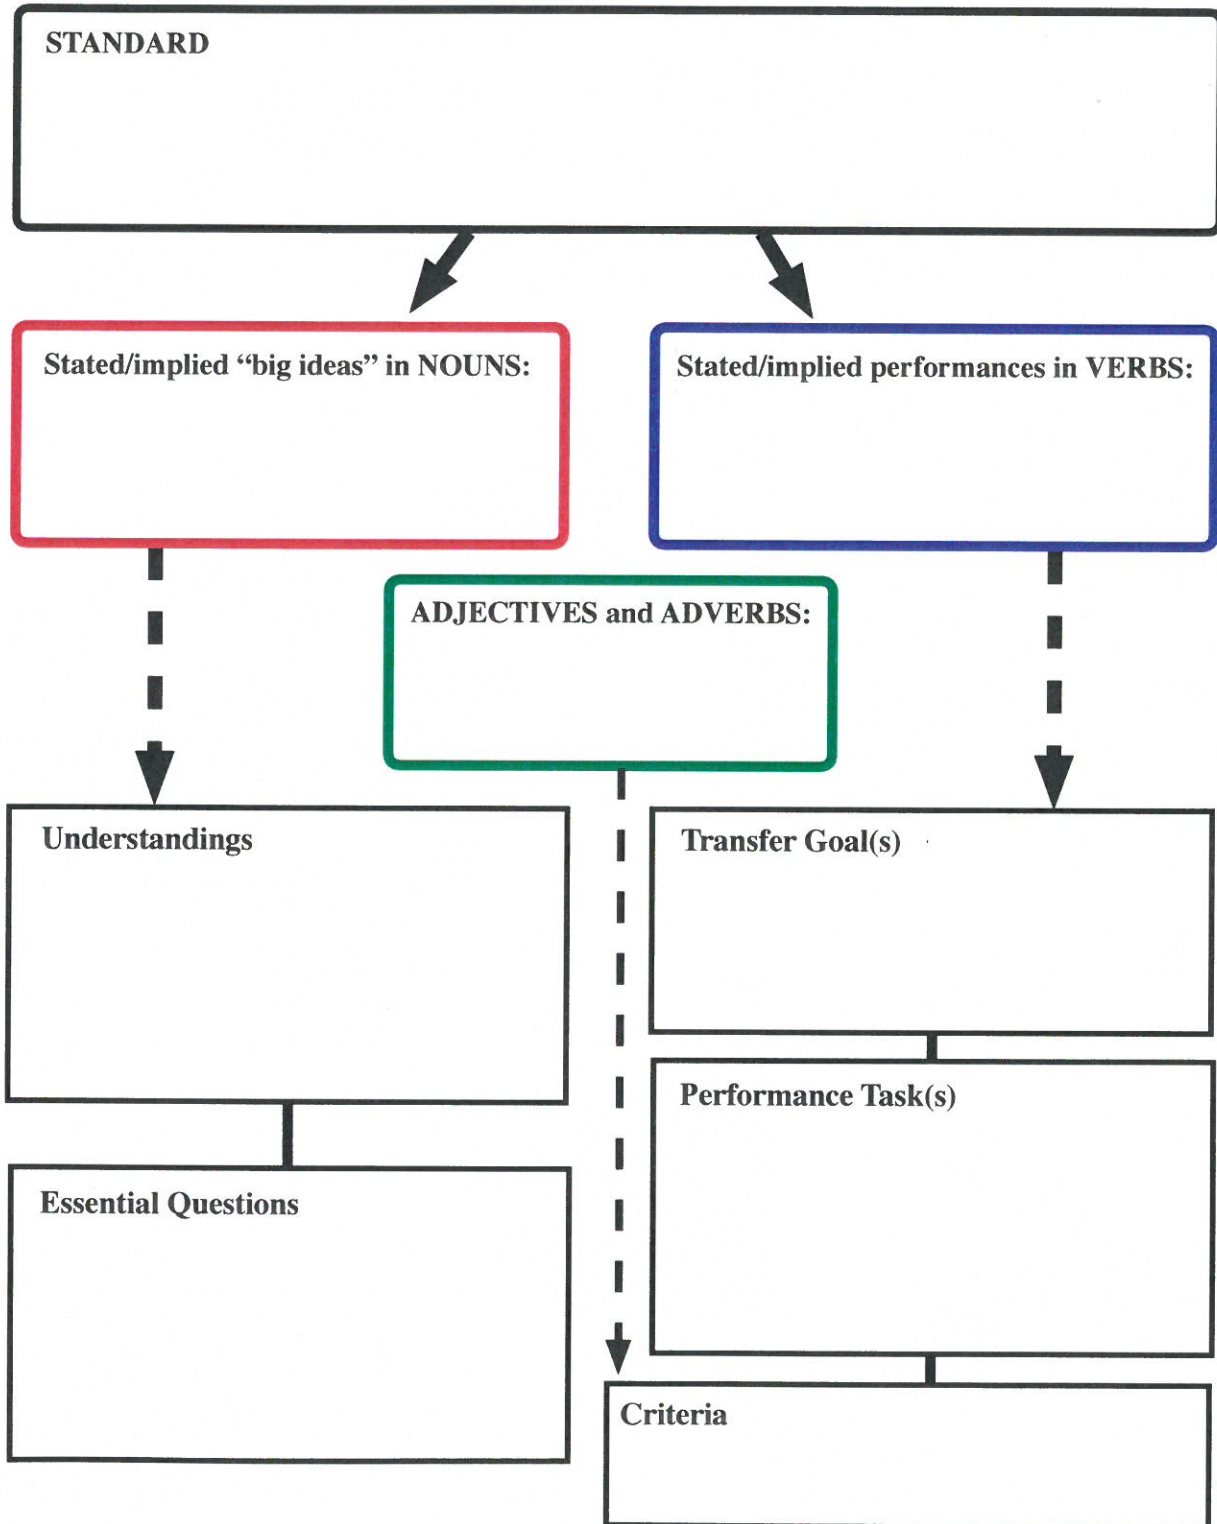 STANDARD
Stated/implied “big ideas” in NOUNS:
Stated/implied performances in VERBS:
ADJECTIVES and ADVERBS:
Understandings
Transfer Goal(s)
Performance Task(s)
Essential Questions
Criteria